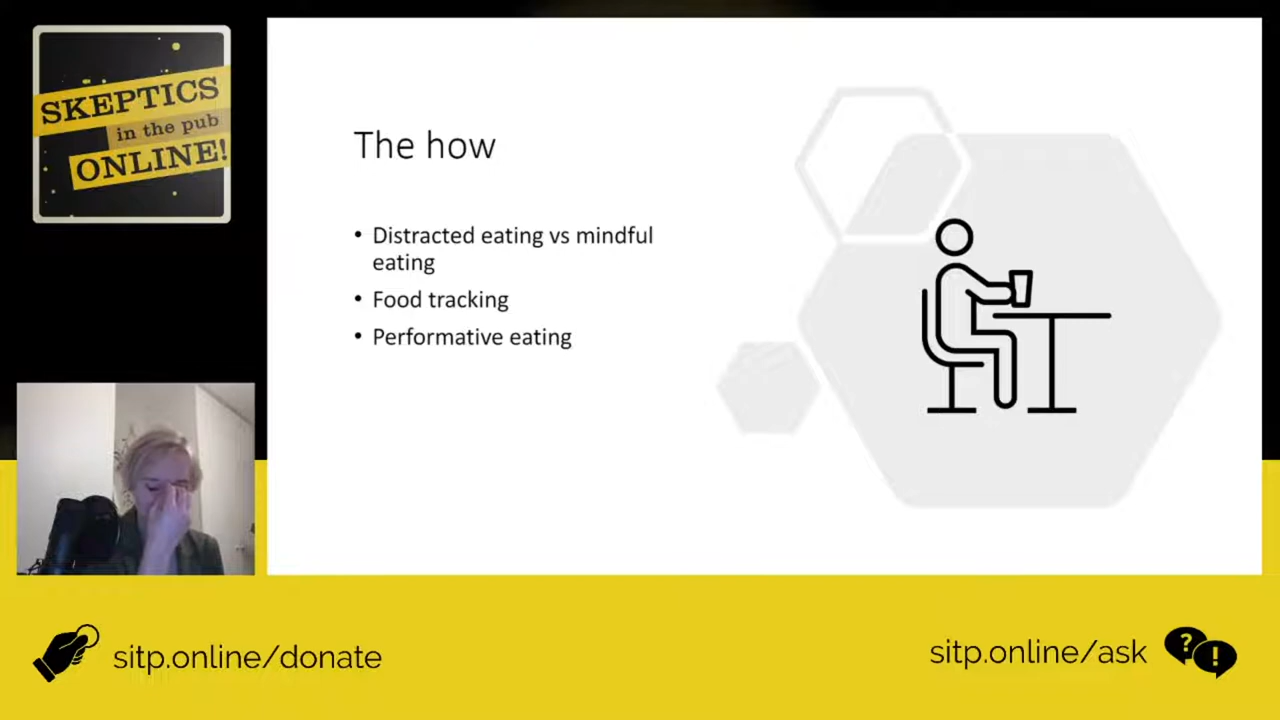 SKEPTICS
in the pub
ONLINE!
The how
• Distracted eating vs mindful
eating
• Food tracking
• Performative eating
sitp.online/donate
sitp.online/ask
? !